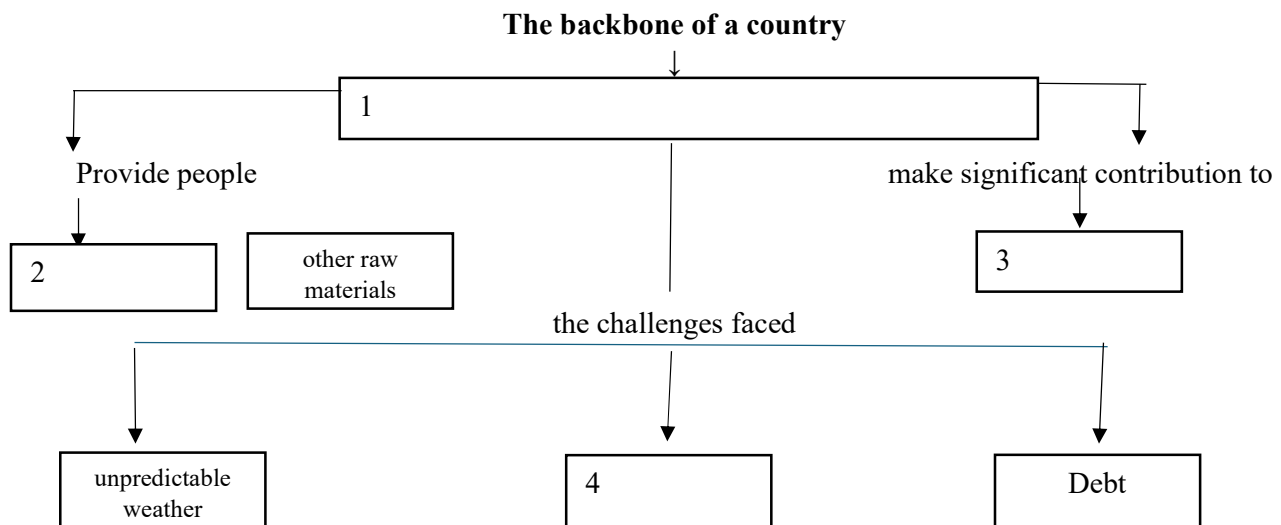 The backbone of a country
↓
1
Provide people
make significant contribution to
2
other raw
materials
3
the challenges faced
unpredictable
weather
4
Debt